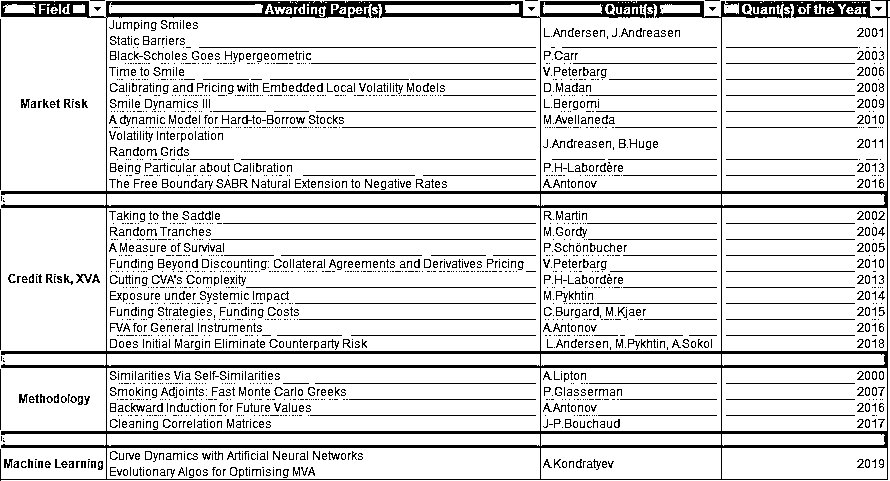 Field Awarding Paper(s) Quant(s) Quant(s) of the Year
Jumping Smiles
Static Barriers L.Andersen, J.Andreasen 2001
Black-Scholes Goes Hypergeometric P.Carr 2003
Time to Smile V.Peterbarg 2006
Calibrating and Pricing with Embedded Local Volatility Models D.Madan 2008
Market Risk Smile Dynamics III L.Bergomi 2009
A dynamic Model for Hard-to-Borrow Stocks M.Avellaneda 2010
Volatility Interpolation
Random Grids J.Andreasen, B.Huge 2011
Being Particular about Calibration P.H-Labordère 2013
The Free Boundary SABR Natural Extension to Negative Rates A.Antonov 2016
Taking to the Saddle R.Martin 2002
Random Tranches M.Gordy 2004
A Measure of Survival P.Schönbucher 2005
Funding Beyond Discounting: Collateral Agreements and Derivatives Pricing V.Peterbarg 2010
Credit Risk, XVA Cutting CVA's Complexity P.H-Labordère 2013
Exposure under Systemic Impact M.Pykhtin 2014
Funding Strategies, Funding Costs C.Burgard, M.Kjaer 2015
FVA for General Instruments A.Antonov 2016
Does Initial Margin Eliminate Counterparty Risk L.Andersen, M.Pykhtin, A.Sokol 2018
Similarities Via Self-Similarities A.Lipton 2000
Methodology Smoking Adjoints: Fast Monte Carlo Greeks P.Glasserman 2007
Backward Induction for Future Values A.Antonov 2016
Cleaning Correlation Matrices J-P.Bouchaud 2017
Machine Learning Curve Dynamics with Artificial Neural Networks
Evolutionary Algos for Optimising MVA A.Kondratyev 2019